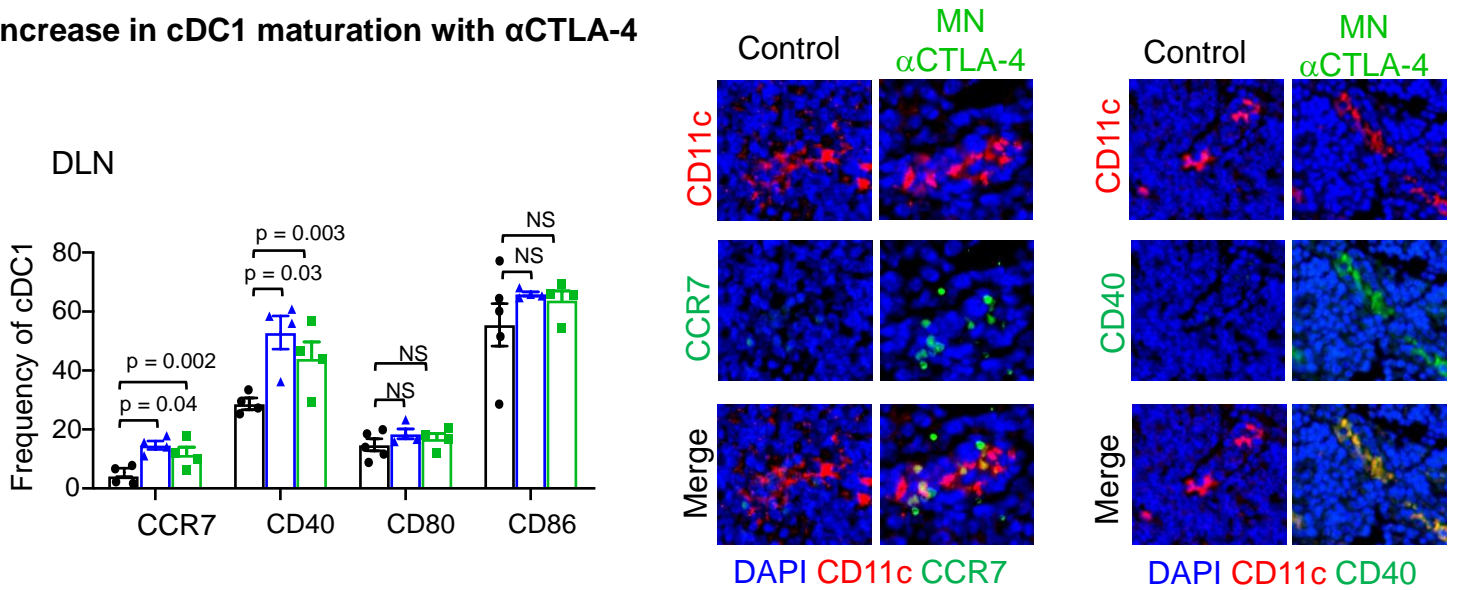 ncrease in cDC1 maturation with αCTLA-4
DLN
Frequency of cDC1
80
60
40
20
0
p = 0.002
p = 0.04
p = 0.003
p = 0.03
NS
NS
NS
NS
CCR7
CD40
CD80
CD86
Control
MN
αCTLA-4
CD11c
CCR7
Merge
DAPI CD11c CCR7
Control
MN
αCTLA-4
CD11c
CD40
Merge
DAPI CD11c CD40